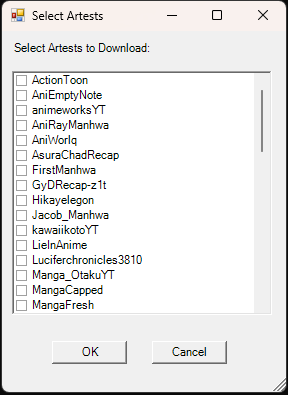 Select Artests
Select Artests to Download:
ActionToon
AniEmptyNote
animeworksYT
AniRayManhwa
AniWorlq
AsuraChadRecap
FirstManhwa
GyDRecap-z1t
Hikayelegon
Jacob_Manhwa
kawaiikotoYT
LieInAnime
Luciferchronicles3810
Manga_OtakuYT
MangaCapped
MangaFresh
OK
Cancel